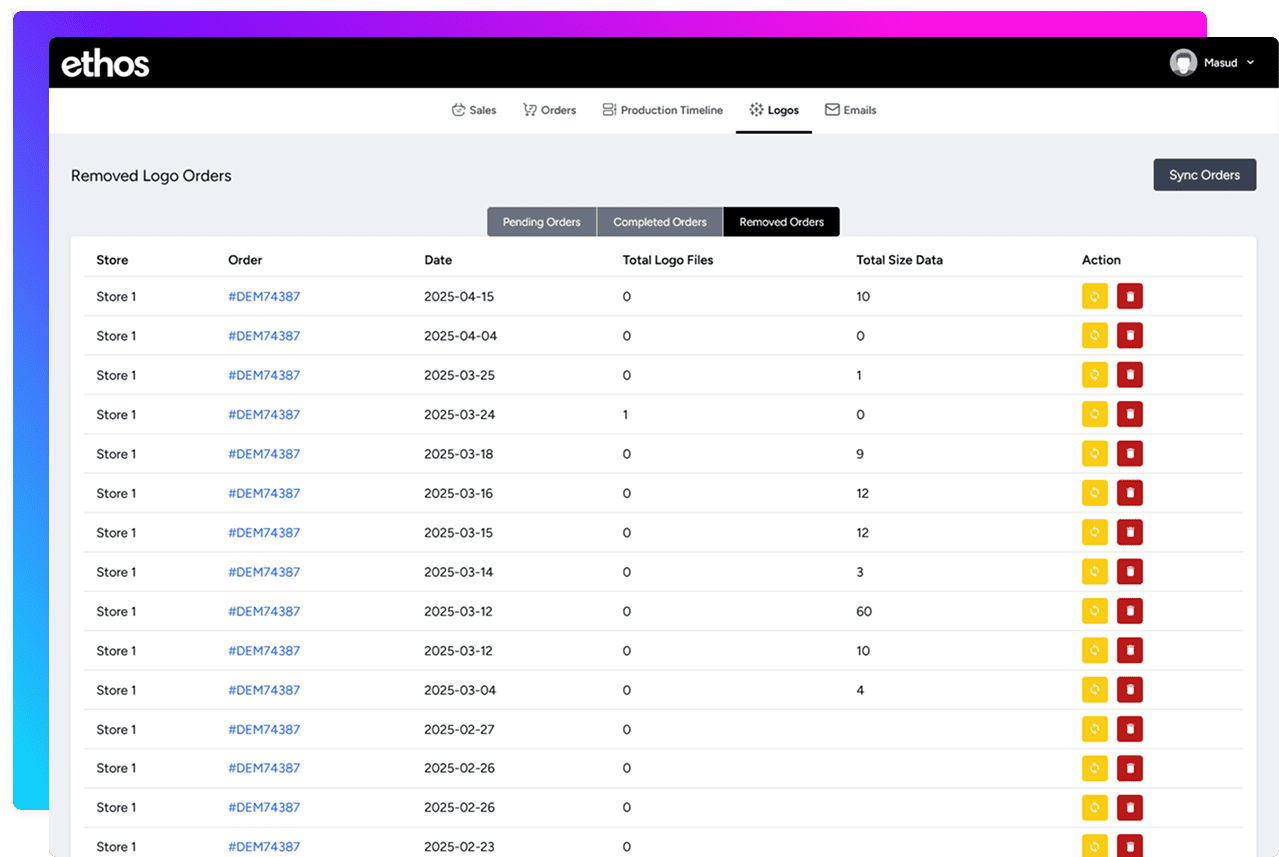 ethos
Masud
Sales Orders Production Timeline Logos Emails
Removed Logo Orders
Sync Orders
Pending Orders Completed Orders Removed Orders
Store Order Date Total Logo Files Total Size Data Action
Store 1 #DEM74387 2025-04-15 0 10
Store 1 #DEM74387 2025-04-04 0 0
Store 1 #DEM74387 2025-03-25 0 1
Store 1 #DEM74387 2025-03-24 1 0
Store 1 #DEM74387 2025-03-18 0 9
Store 1 #DEM74387 2025-03-16 0 12
Store 1 #DEM74387 2025-03-15 0 12
Store 1 #DEM74387 2025-03-14 0 3
Store 1 #DEM74387 2025-03-12 0 60
Store 1 #DEM74387 2025-03-12 0 10
Store 1 #DEM74387 2025-03-04 0 4
Store 1 #DEM74387 2025-02-27 0
Store 1 #DEM74387 2025-02-26 0
Store 1 #DEM74387 2025-02-26 0
Store 1 #DEM74387 2025-02-23 0